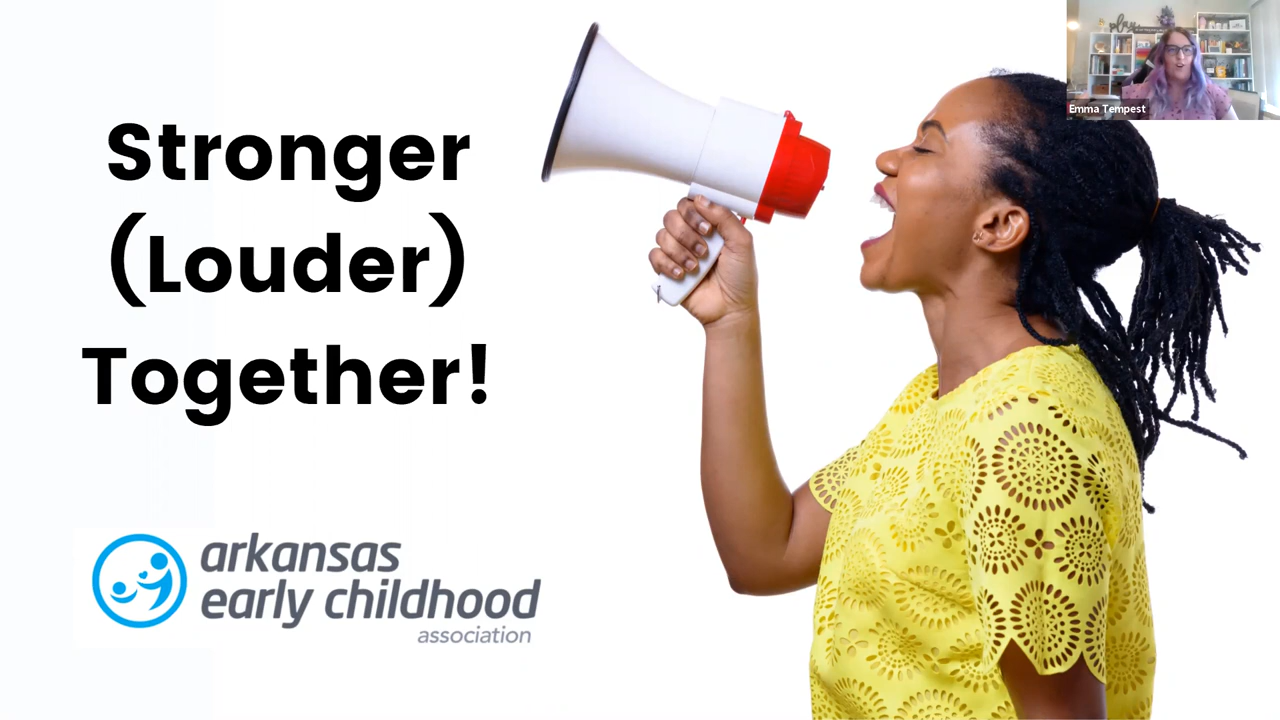 Stronger
(Louder)
Together!
arkansas
early childhood
association
Emma Tempest